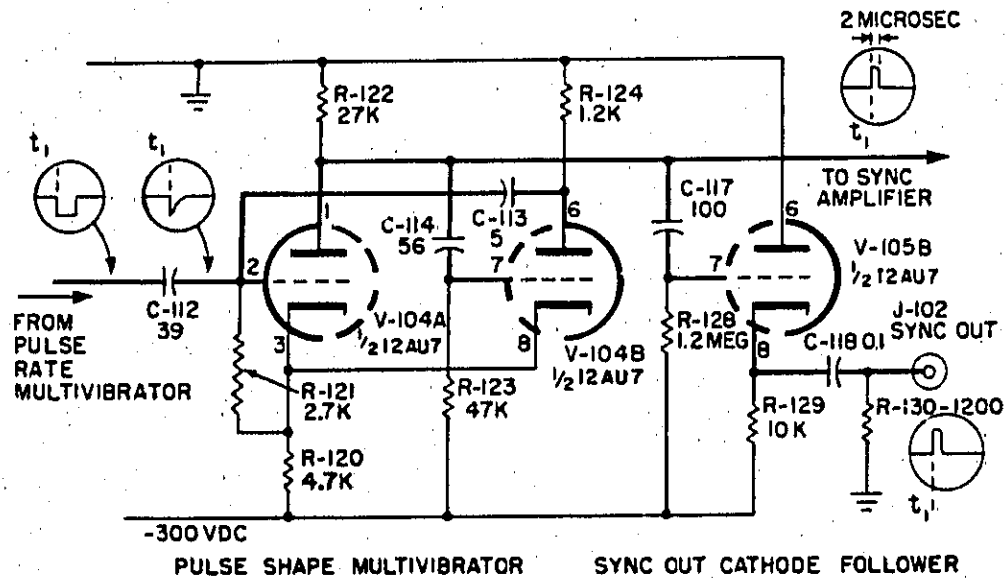 2 MICROSEC
t₁
R-122
27K
R-124
1.2K
t₁
t₁
TO SYNC
AMPLIFIER
C-117
100
1
C-113
5
6
6
C-114
56
2
7
7
V-105B
1/2 12AU7
C-112
39
FROM
PULSE
RATE
MULTIVIBRATOR
3
V-104A
1/2 12AU7
8
V-104B
1/2 12AU7
R-128
1.2 MEG
8
J-102
SYNC OUT
C-118 0.1
R-121
2.7K
R-123
47K
R-129
10K
R-130-1200
R-120
4.7K
t₁
-300 VDC
PULSE SHAPE MULTIVIBRATOR
SYNC OUT CATHODE FOLLOWER